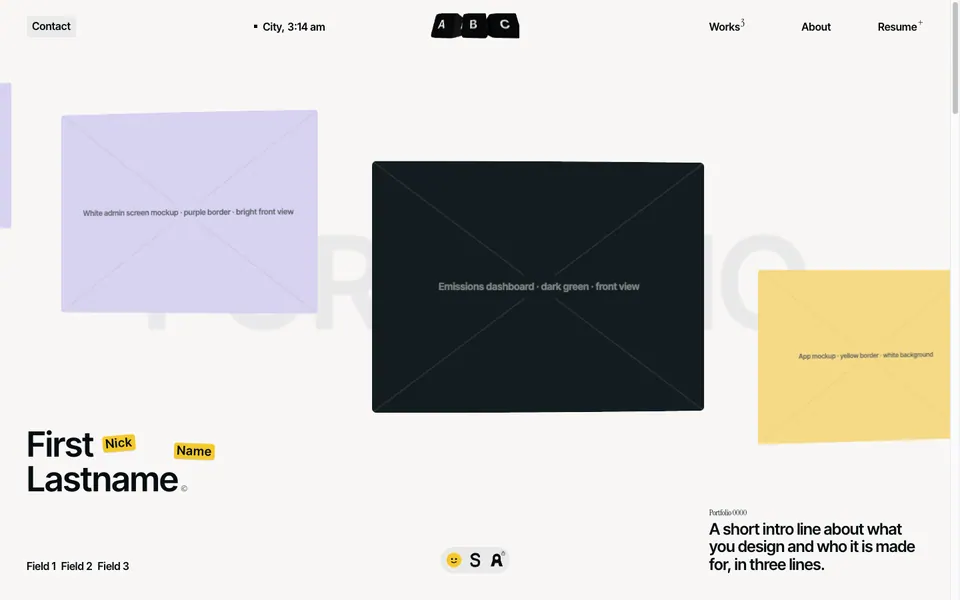 Contact
City, 3:14 am
A B C
Works3
About
Resume+
White admin screen mockup · purple border · bright front view
PORTFOLIO
Emissions dashboard · dark green · front view
App mockup · yellow border · white background
First Nick
Name
Lastname©
Portfolio 0000
A short intro line about what
you design and who it is made
for, in three lines.
Field 1 Field 2 Field 3
S A